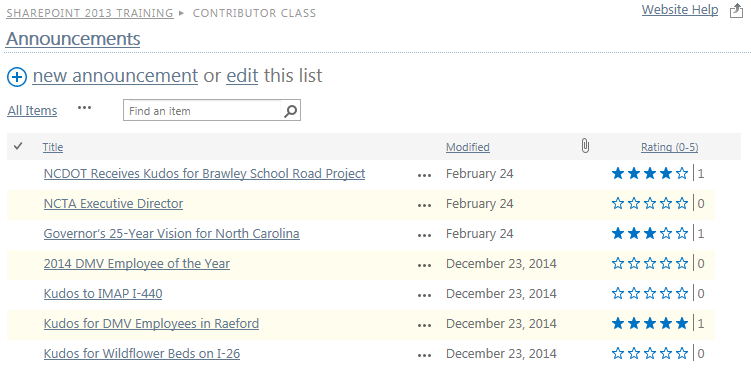 SHAREPOINT 2013 TRAINING ▸ CONTRIBUTOR CLASS Website Help
Announcements
new announcement or edit this list
All Items ··· Find an item
Title Modified Rating (0-5)
NCDOT Receives Kudos for Brawley School Road Project ... February 24 1
NCTA Executive Director ... February 24 0
Governor's 25-Year Vision for North Carolina ... February 24 1
2014 DMV Employee of the Year ... December 23, 2014 0
Kudos to IMAP I-440 ... December 23, 2014 0
Kudos for DMV Employees in Raeford ... December 23, 2014 1
Kudos for Wildflower Beds on I-26 ... December 23, 2014 0